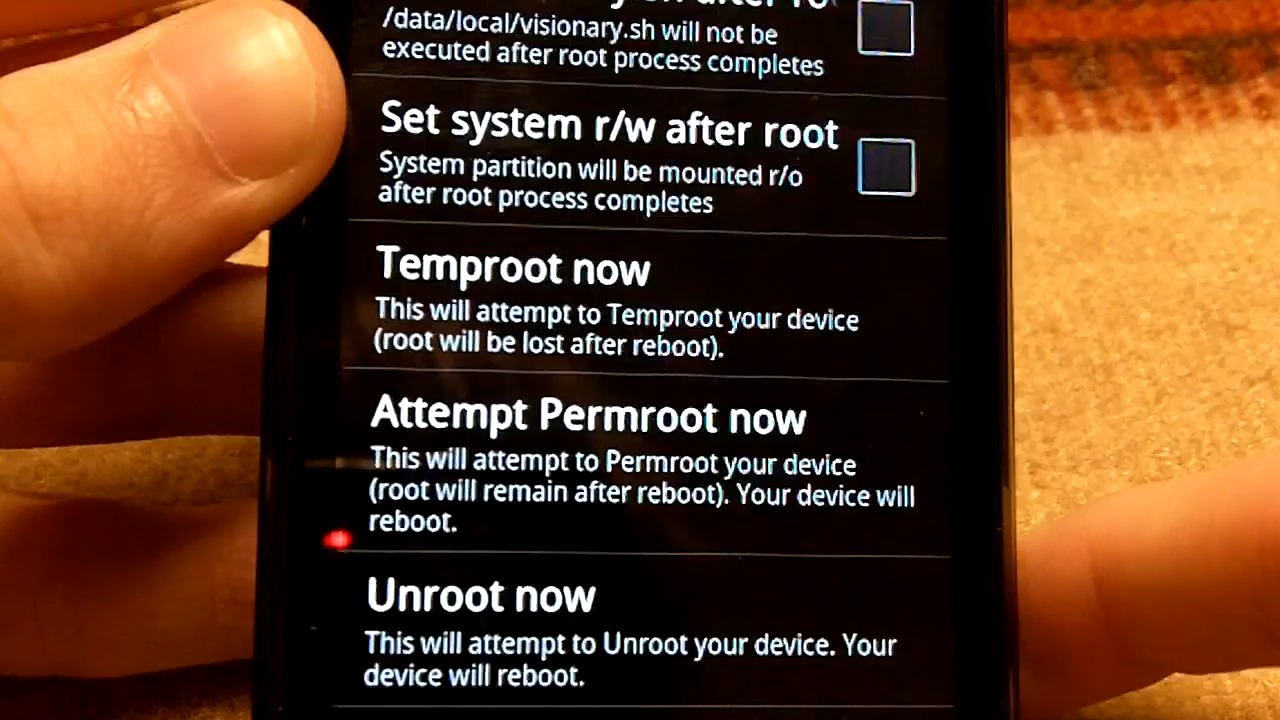 after
/data/local/visionary.sh will not be
executed after root process completes
Set system r/w after root
System partition will be mounted r/o
after root process completes
Temproot now
This will attempt to Temproot your device
(root will be lost after reboot).
Attempt Permroot now
This will attempt to Permroot your device
(root will remain after reboot). Your device will
reboot.
Unroot now
This will attempt to Unroot your device. Your
device will reboot.